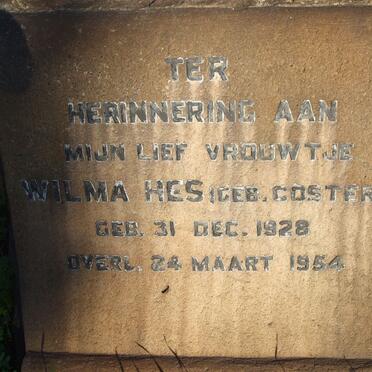 TER
HERINNERING AAN
MIJN LIEF VROUWTJE
WILMA HES (GEB. COSTER
GEB. 31 DEC. 1928
OVERL. 24 MAART 1954